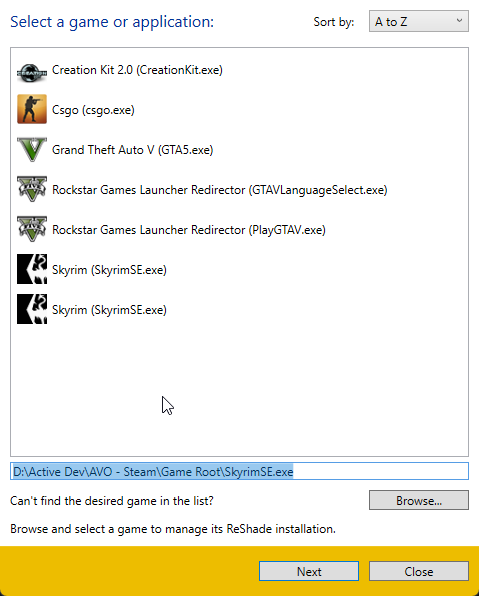 Select a game or application:
Sort by:
A to Z
Creation Kit 2.0 (CreationKit.exe)
Csgo (csgo.exe)
Grand Theft Auto V (GTA5.exe)
Rockstar Games Launcher Redirector (GTAVLanguageSelect.exe)
Rockstar Games Launcher Redirector (PlayGTAV.exe)
Skyrim (SkyrimSE.exe)
Skyrim (SkyrimSE.exe)
D:\Active Dev\AVO - Steam\Game Root\SkyrimSE.exe
Can't find the desired game in the list?
Browse...
Browse and select a game to manage its ReShade installation.
Next
Close